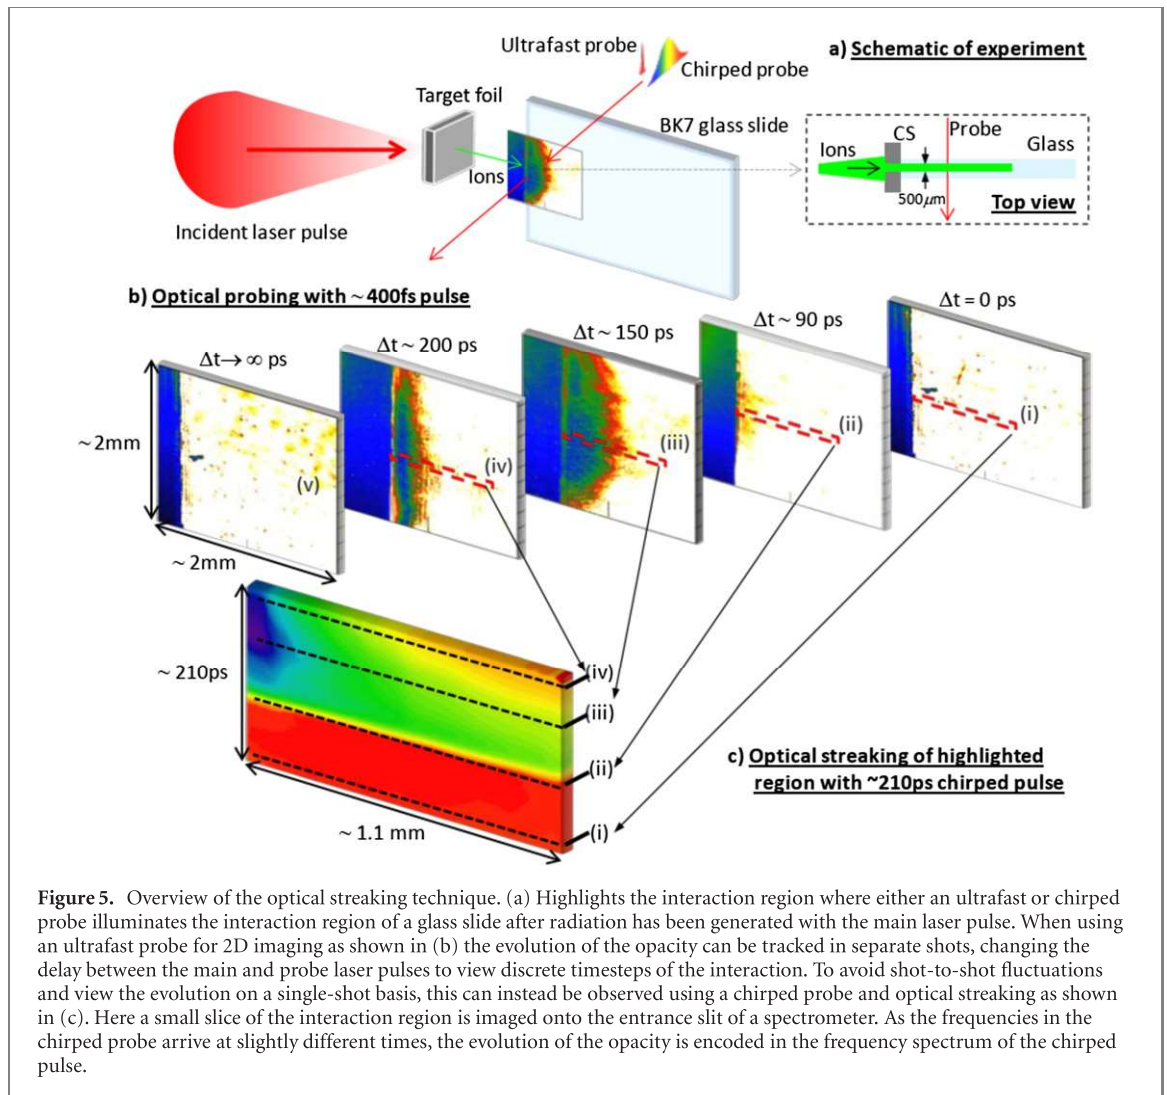 Ultrafast probe
a) Schematic of experiment
Chirped probe
Target foil
BK7 glass slide
CS
Probe
Ions
Glass
Ions
500μm
Top view
Incident laser pulse
b) Optical probing with ~400fs pulse
Δt = 0 ps
Δt ~ 90 ps
Δt ~ 150 ps
Δt ~ 200 ps
Δt→ ∞ ps
~2mm
(i)
(ii)
(iii)
(iv)
(v)
~ 2mm
~ 210ps
(iv)
(iii)
(ii)
(i)
c) Optical streaking of highlighted
region with ~210ps chirped pulse
~ 1.1 mm
Figure 5. Overview of the optical streaking technique. (a) Highlights the interaction region where either an ultrafast or chirped
probe illuminates the interaction region of a glass slide after radiation has been generated with the main laser pulse. When using
an ultrafast probe for 2D imaging as shown in (b) the evolution of the opacity can be tracked in separate shots, changing the
delay between the main and probe laser pulses to view discrete timesteps of the interaction. To avoid shot-to-shot fluctuations
and view the evolution on a single-shot basis, this can instead be observed using a chirped probe and optical streaking as shown
in (c). Here a small slice of the interaction region is imaged onto the entrance slit of a spectrometer. As the frequencies in the
chirped probe arrive at slightly different times, the evolution of the opacity is encoded in the frequency spectrum of the chirped
pulse.